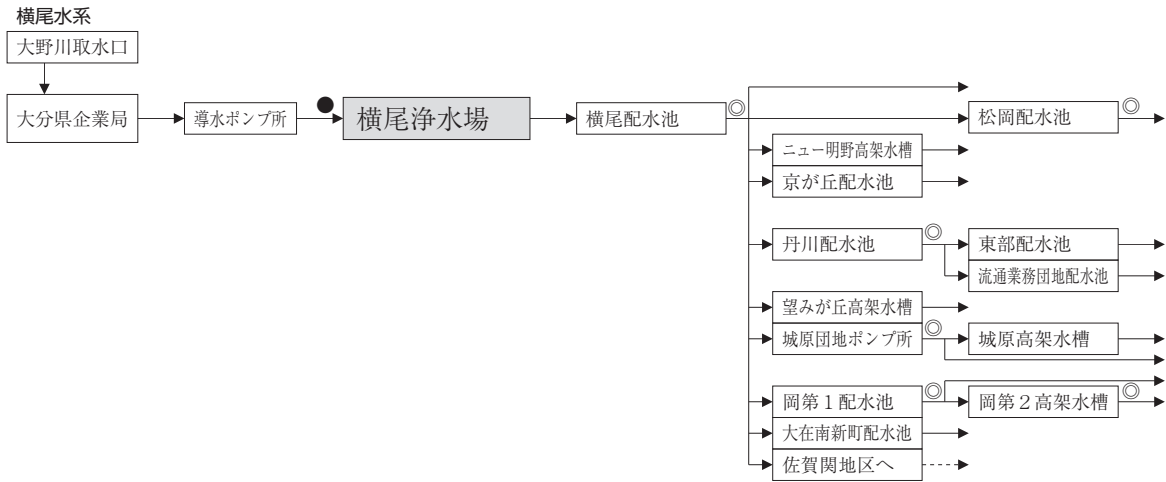 横尾水系
大野川取水口
大分県企業局
導水ポンプ所
横尾浄水場
横尾配水池
松岡配水池
ニュー明野高架水槽
京が丘配水池
丹川配水池
東部配水池
流通業務団地配水池
望みが丘高架水槽
城原団地ポンプ所
城原高架水槽
岡第1配水池
岡第2高架水槽
大在南新町配水池
佐賀関地区へ